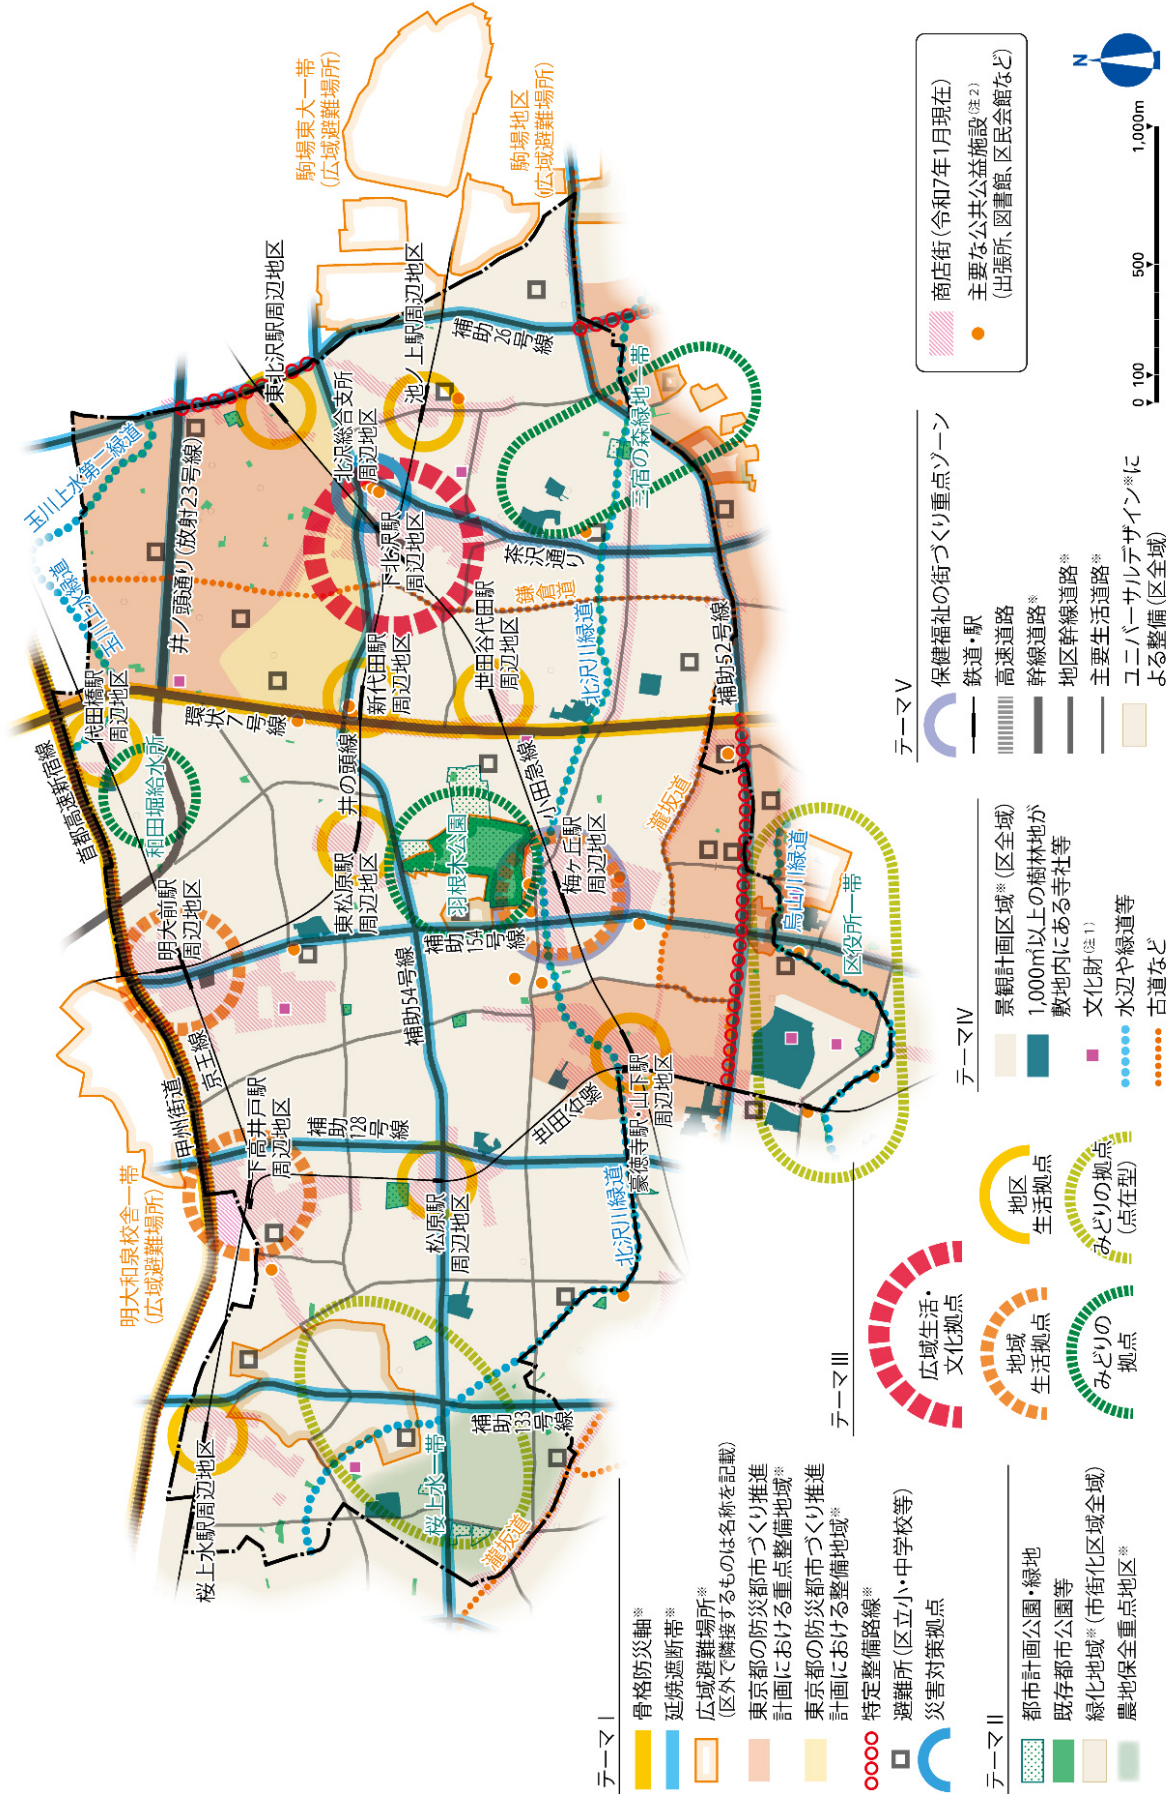 駒場東大一帯
(広域避難場所)
駒場地区
(広域避難場所)
東北沢駅周辺地区
池ノ上駅周辺地区
補助26号線
北沢総合支所
周辺地区
下北沢駅
周辺地区
三宿の森緑地一帯
玉川上水第二緑道
玉川上水緑道
井ノ頭通り(放射23号線)
茶沢通り
鎌倉道
代田橋駅
周辺地区
環状7号線
新代田駅
周辺地区
世田谷代田駅
周辺地区
北沢川緑道
補助52号線
首都高速新宿線
和田堀給水所
井の頭線
小田急線
瀧坂道
明大前駅
周辺地区
東松原駅
周辺地区
羽根木公園
梅ヶ丘駅
周辺地区
補助154号線
補助54号線
烏山川緑道
区役所一帯
甲州街道
京王線
下高井戸駅
周辺地区
補助128号線
世田谷線
豪徳寺駅・山下駅
周辺地区
明大和泉校舎一帯
(広域避難場所)
松原駅
周辺地区
北沢川緑道
桜上水駅周辺地区
桜上水一帯
補助133号線
瀧坂道
テーマⅠ
骨格防災軸※
延焼遮断帯※
広域避難場所※
(区外で隣接するものは名称を記載)
東京都の防災都市づくり推進
計画における重点整備地域※
東京都の防災都市づくり推進
計画における整備地域※
特定整備路線※
避難所(区立小・中学校等)
災害対策拠点
テーマⅡ
都市計画公園・緑地
既存都市公園等
緑化地域※(市街化区域全域)
農地保全重点地区※
テーマⅢ
広域生活・
文化拠点
地域
生活拠点
地区
生活拠点
みどりの
拠点
みどりの拠点
(点在型)
テーマⅣ
景観計画区域※(区全域)
1,000㎡以上の樹林地が
敷地内にある寺社等
文化財(注1)
水辺や緑道等
古道など
テーマⅤ
保健福祉の街づくり重点ゾーン
鉄道・駅
高速道路
幹線道路※
地区幹線道路※
主要生活道路※
ユニバーサルデザイン※に
よる整備(区全域)
商店街(令和7年1月現在)
主要な公共公益施設(注2)
(出張所、図書館、区民会館など)
N
0 100 500 1,000m